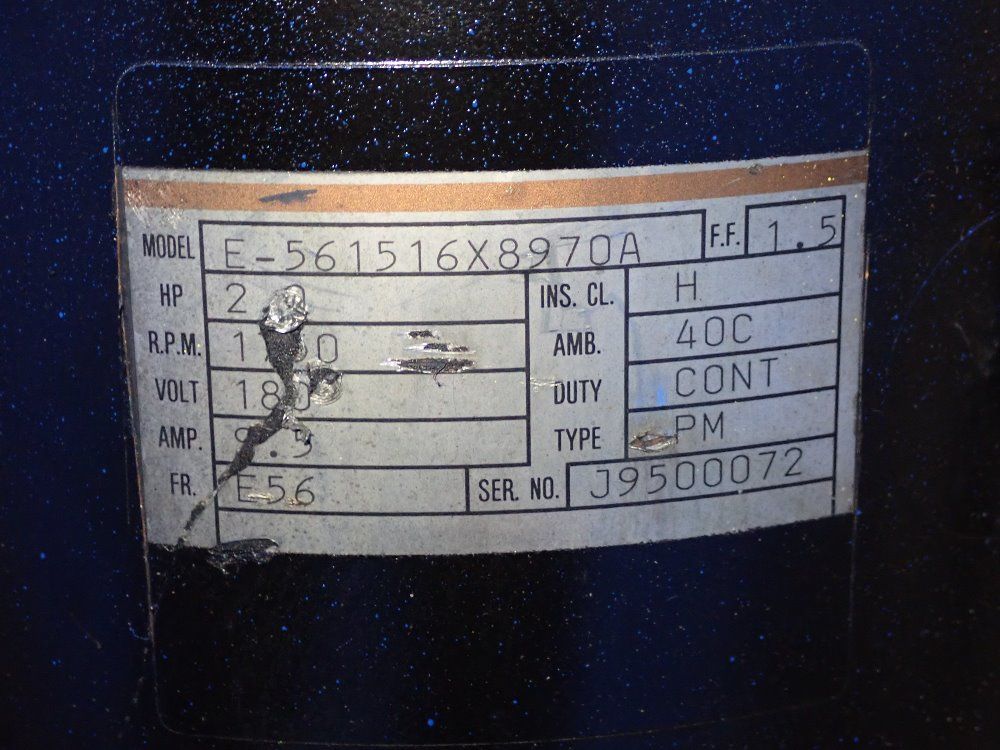 MODEL E-561516X8970A F.F. 1.5
HP INS. CL. H
R.P.M. AMB. 40C
VOLT 180 DUTY CONT
AMP. TYPE PM
FR. E56 SER. NO. J9500072